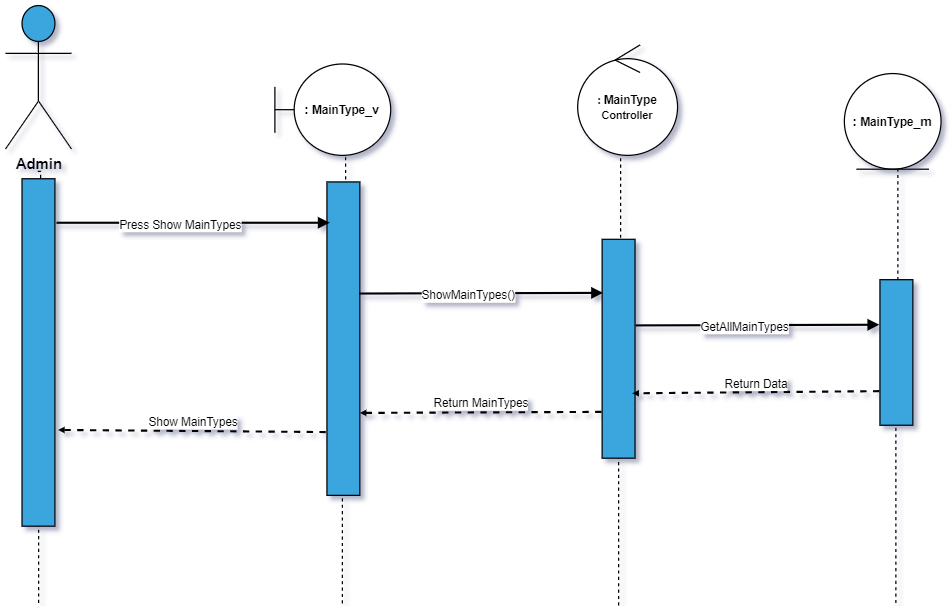 : MainType_v
: MainType
Controller
: MainType_m
Admin
Press Show MainTypes
ShowMainTypes()
GetAllMainTypes
Return Data
Return MainTypes
Show MainTypes